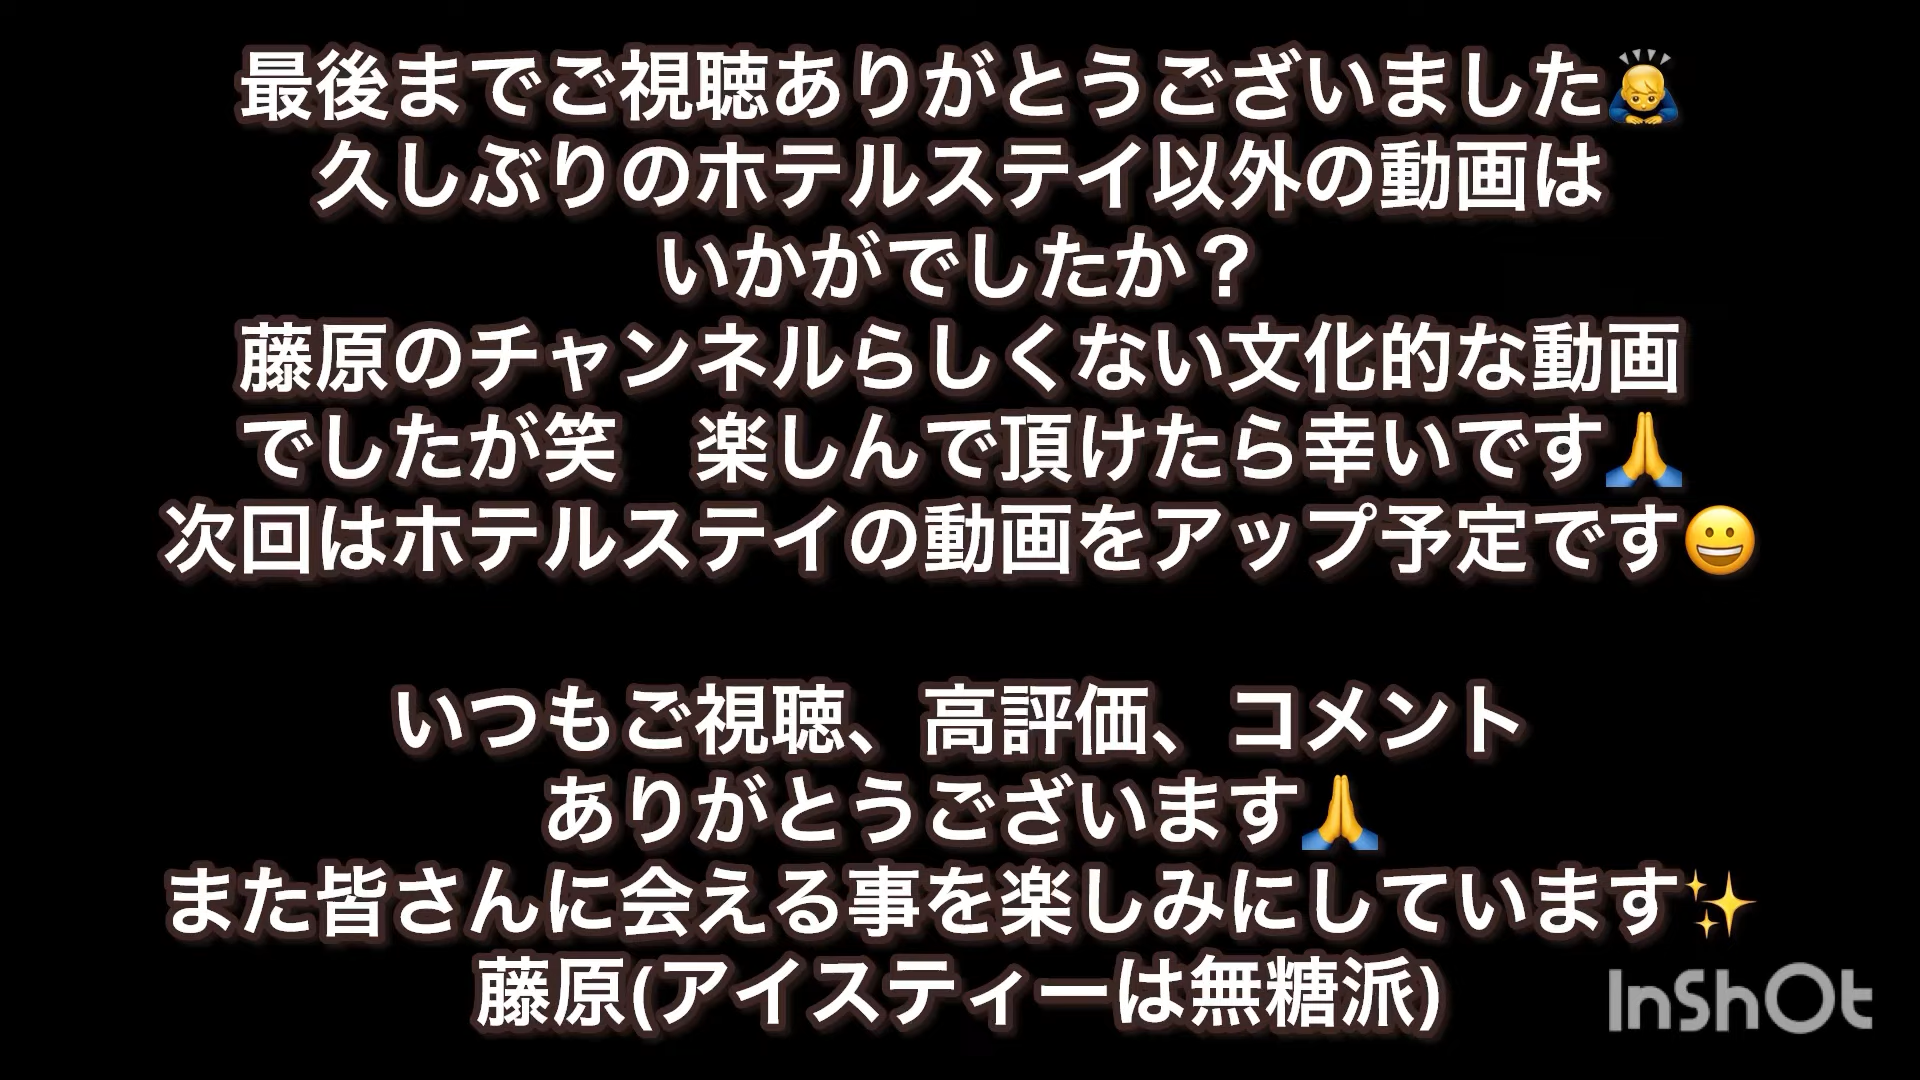 最後までご視聴ありがとうございました🙇‍♂️
久しぶりのホテルステイ以外の動画は
いかがでしたか？
藤原のチャンネルらしくない文化的な動画
でしたが笑　楽しんで頂けたら幸いです🙏
次回はホテルステイの動画をアップ予定です😀
いつもご視聴、高評価、コメント
ありがとうございます🙏
また皆さんに会える事を楽しみにしています✨
藤原(アイスティーは無糖派)
InShOt